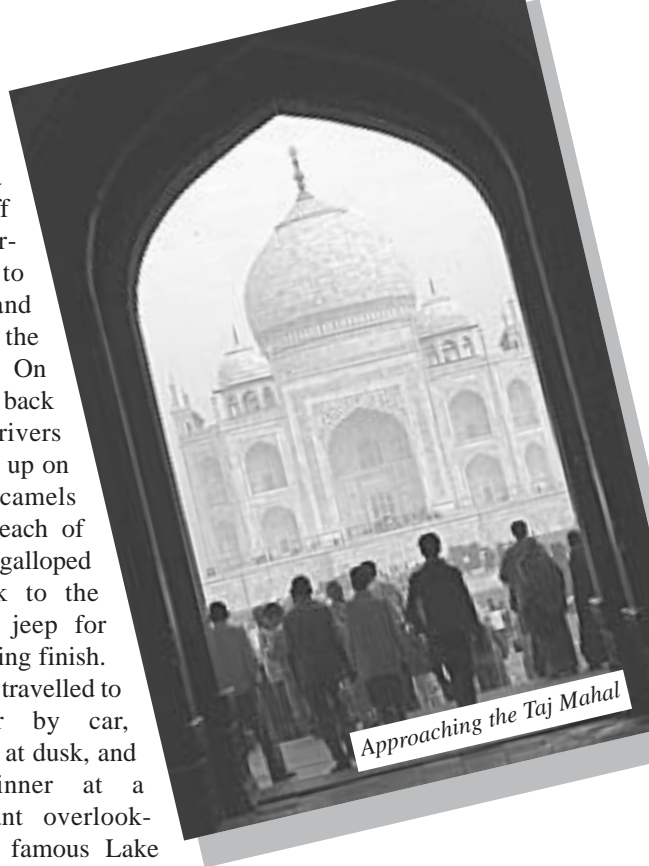 ff
r-
to
and
the
On
back
rivers
up on
camels
each of
galloped
k to the
jeep for
ing finish.
travelled to
r by car,
at dusk, and
inner at a
nt overlook-
famous Lake
Approaching the Taj Mahal